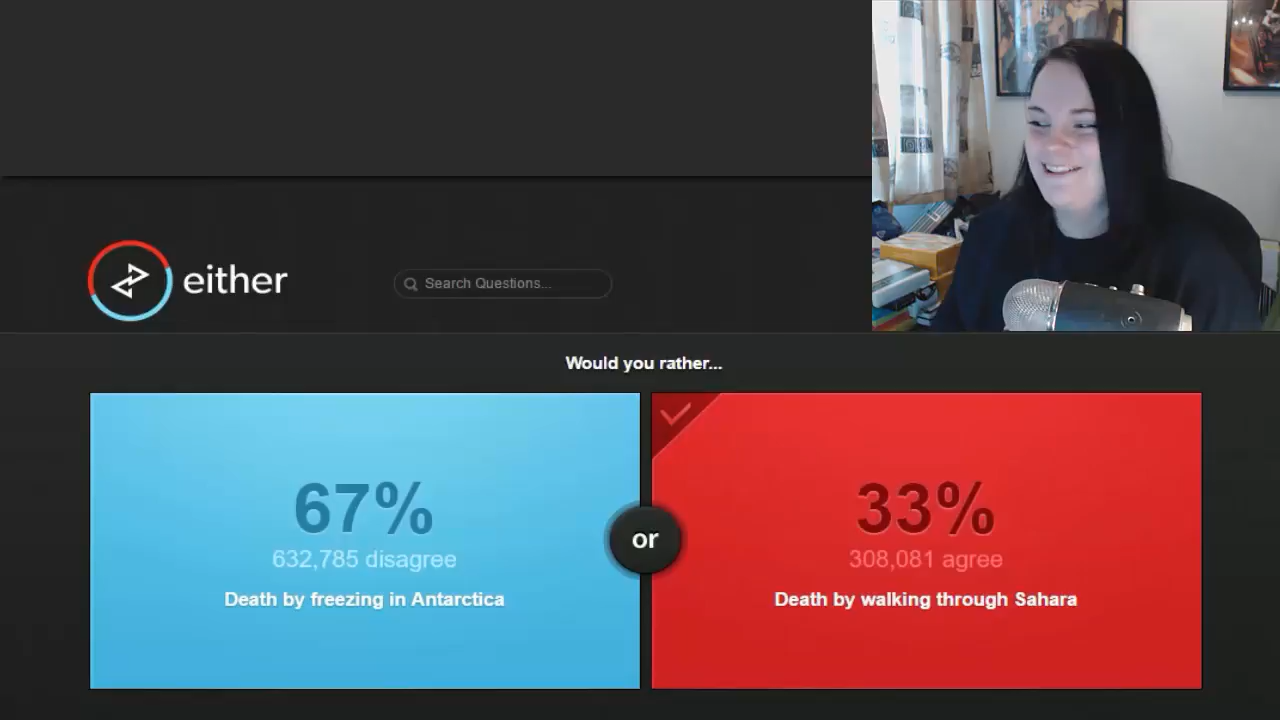 either
Search Questions...
Would you rather...
67%
632,785 disagree
Death by freezing in Antarctica
or
33%
308,081 agree
Death by walking through Sahara